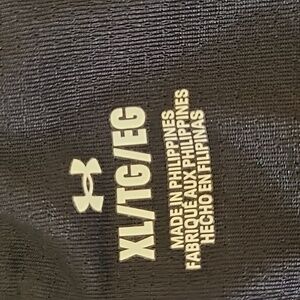 XL/TG/EG
MADE IN PHILIPPINES
FABRIQUÉ AUX PHILIPPINES
HECHO EN FILIPINAS